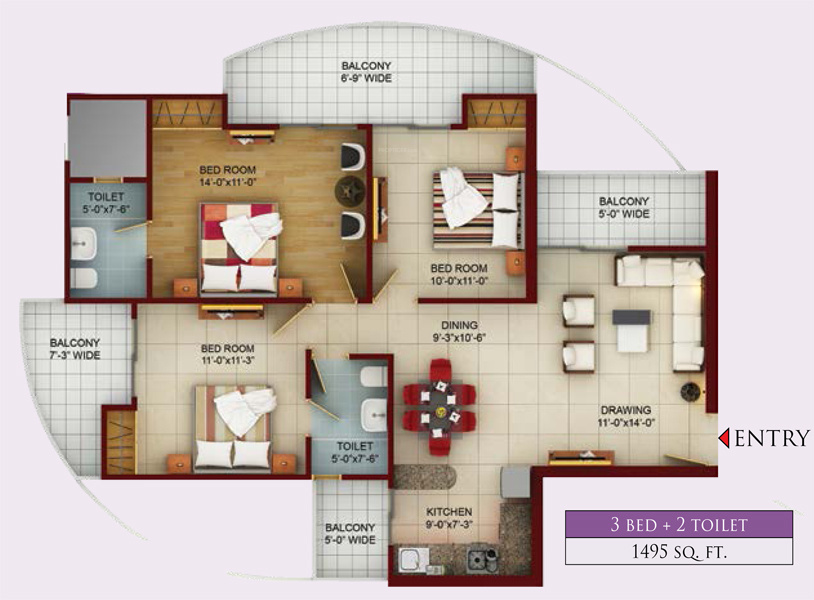 BALCONY
6'-9" WIDE
BED ROOM
14'-0"x11'-0"
TOILET
5'-0"x7'-6"
BALCONY
5'-0" WIDE
BED ROOM
10'-0"x11'-0"
BALCONY
7'-3" WIDE
BED ROOM
11'-0"x11'-3"
DINING
9'-3"x10'-6"
DRAWING
11'-0"x14'-0"
ENTRY
TOILET
5'-0"x7'-6"
BALCONY
5'-0" WIDE
KITCHEN
9'-0"x7'-3"
3 BED + 2 TOILET
1495 SQ. FT.